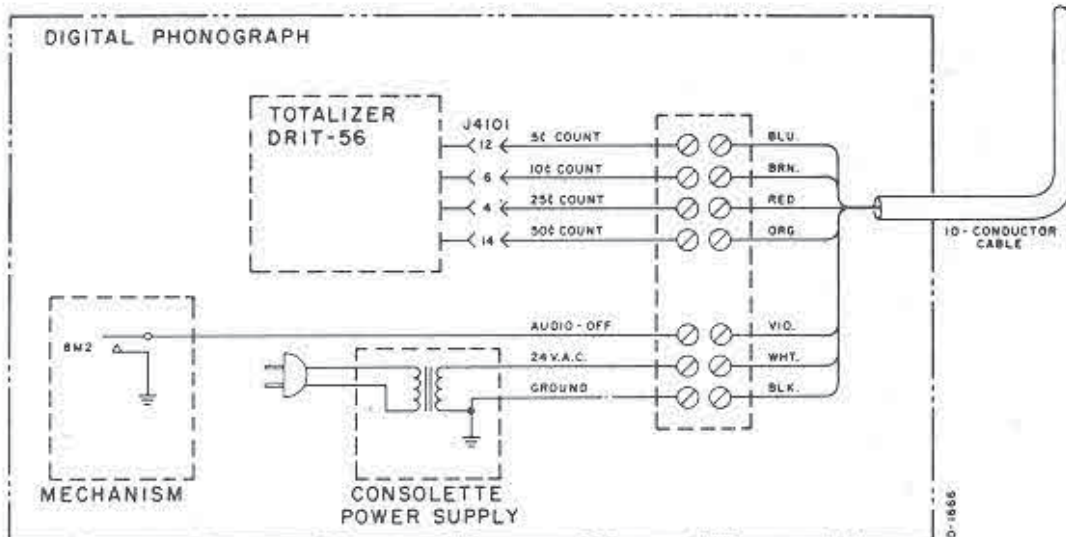 DIGITAL PHONOGRAPH
TOTALIZER
DRIT-56
J4101
12
5¢ COUNT
BLU.
6
10¢ COUNT
BRN.
4
25¢ COUNT
RED
14
50¢ COUNT
ORG.
10-CONDUCTOR
CABLE
AUDIO-OFF
VIO.
8M2
24V.A.C.
WHT.
GROUND
BLK.
MECHANISM
CONSOLETTE
POWER SUPPLY
D-1666